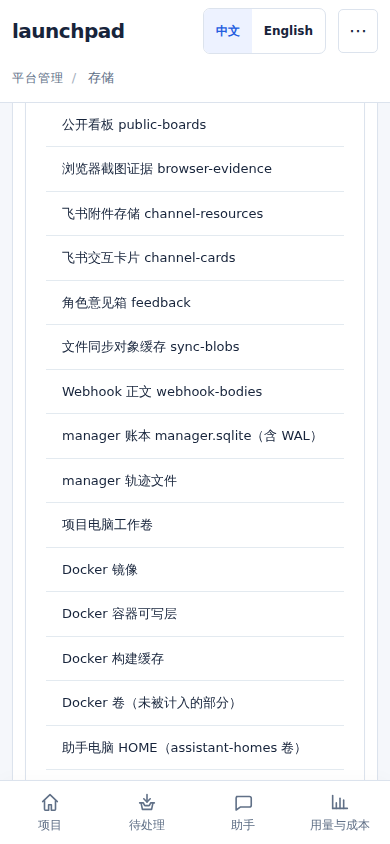 launchpad
中文 English ...
平台管理 / 存储
公开看板 public-boards
浏览器截图证据 browser-evidence
飞书附件存储 channel-resources
飞书交互卡片 channel-cards
角色意见箱 feedback
文件同步对象缓存 sync-blobs
Webhook 正文 webhook-bodies
manager 账本 manager.sqlite（含 WAL）
manager 轨迹文件
项目电脑工作卷
Docker 镜像
Docker 容器可写层
Docker 构建缓存
Docker 卷（未被计入的部分）
助手电脑 HOME（assistant-homes 卷）
项目 待处理 助手 用量与成本